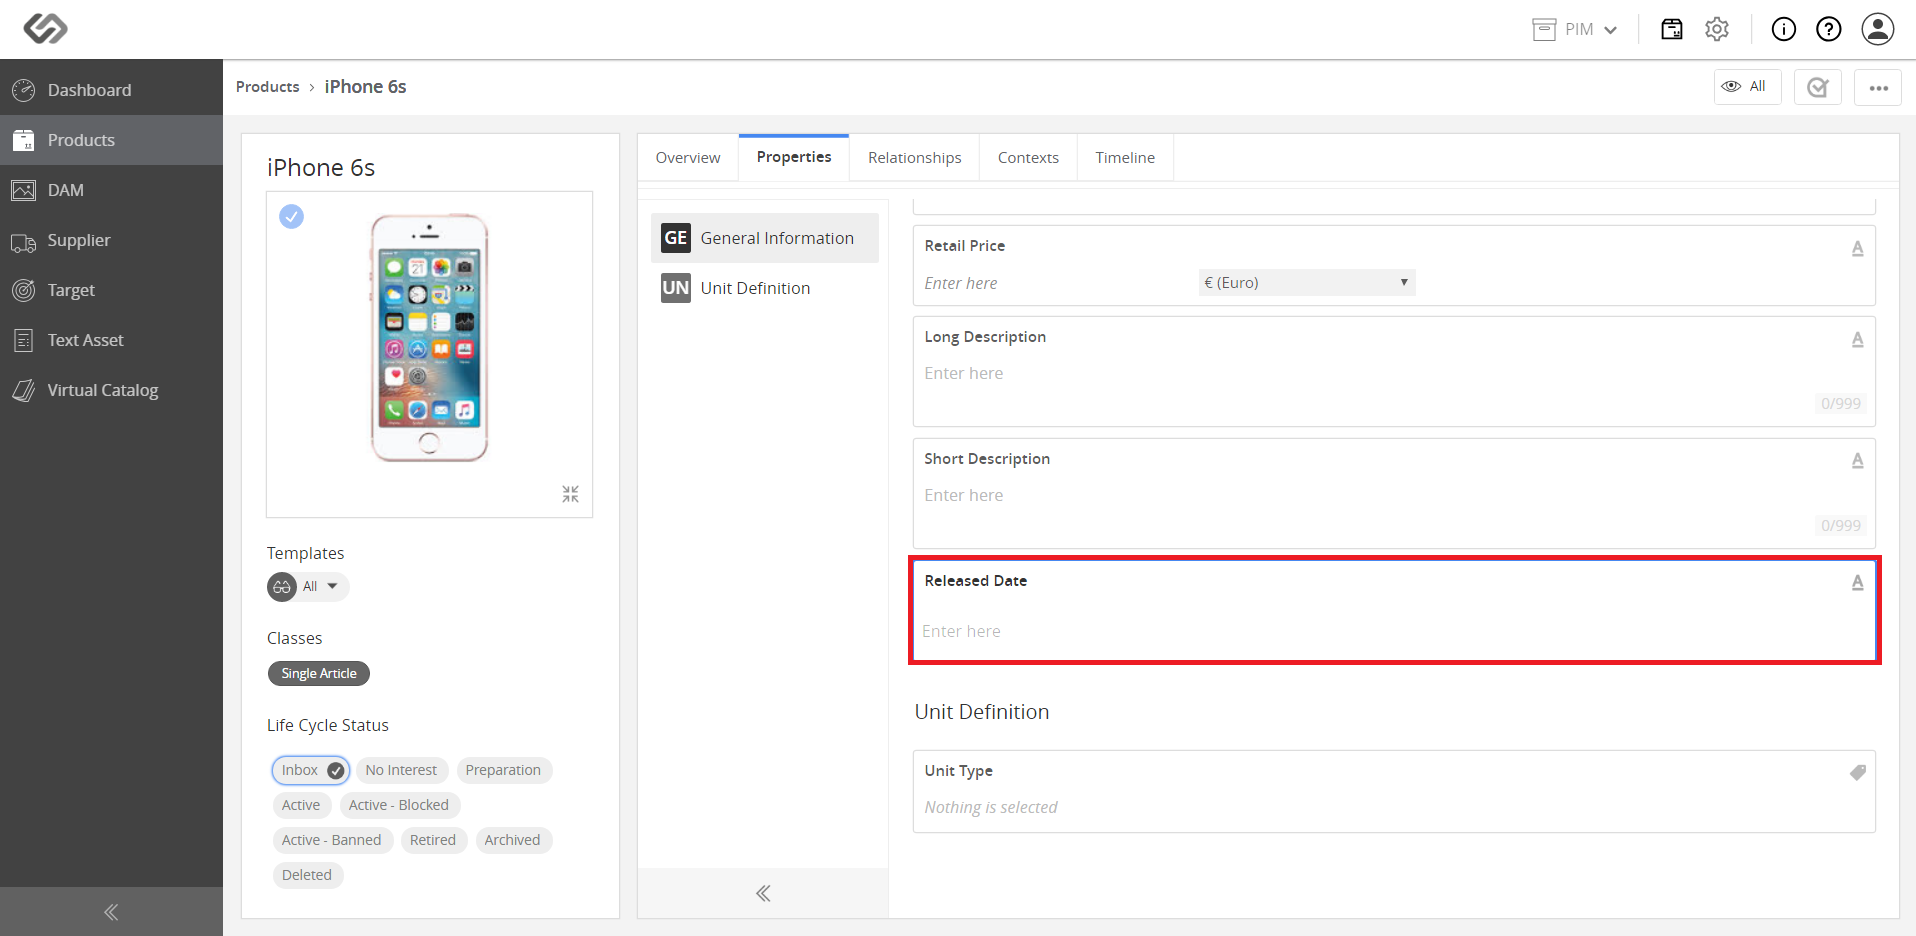 PIM
Dashboard
Products
DAM
Supplier
Target
Text Asset
Virtual Catalog
Products › iPhone 6s
All
iPhone 6s
Templates
All
Classes
Single Article
Life Cycle Status
Inbox
No Interest
Preparation
Active
Active - Blocked
Active - Banned
Retired
Archived
Deleted
Overview
Properties
Relationships
Contexts
Timeline
GE General Information
UN Unit Definition
Retail Price
A
Enter here
€ (Euro)
Long Description
A
Enter here
0/999
Short Description
A
Enter here
0/999
Released Date
A
Enter here
Unit Definition
Unit Type
Nothing is selected